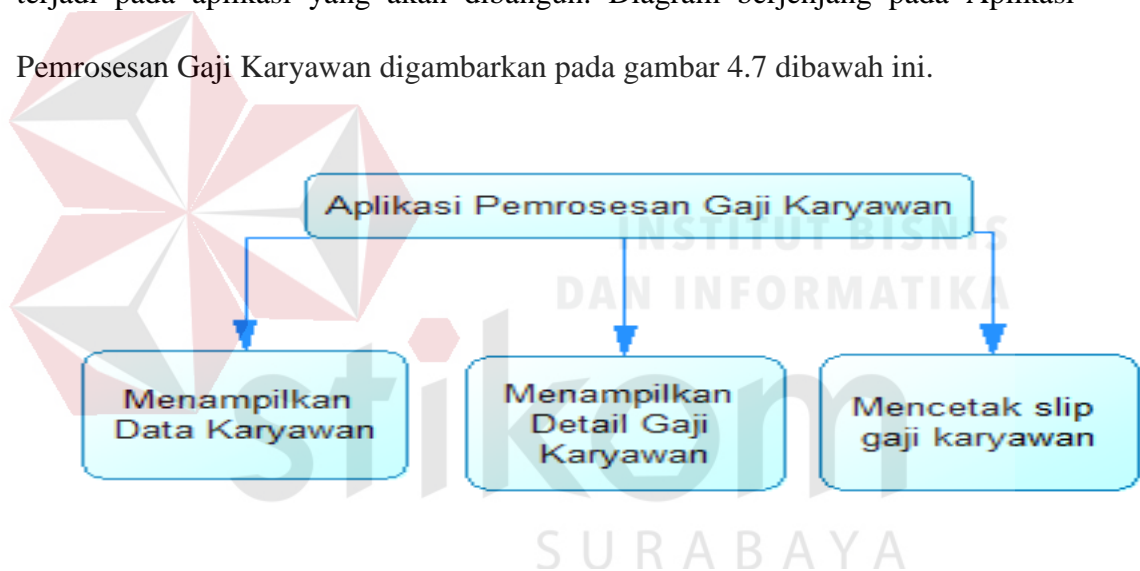 terjadi pada aplikasi yang akan dibangun. Diagram berjenjang pada Aplikasi
Pemrosesan Gaji Karyawan digambarkan pada gambar 4.7 dibawah ini.
Aplikasi Pemrosesan Gaji Karyawan
INSTITUT BISNIS
DAN INFORMATIKA
Menampilkan
Data Karyawan
Menampilkan
Detail Gaji
Karyawan
Mencetak slip
gaji karyawan
stikom
SURABAYA